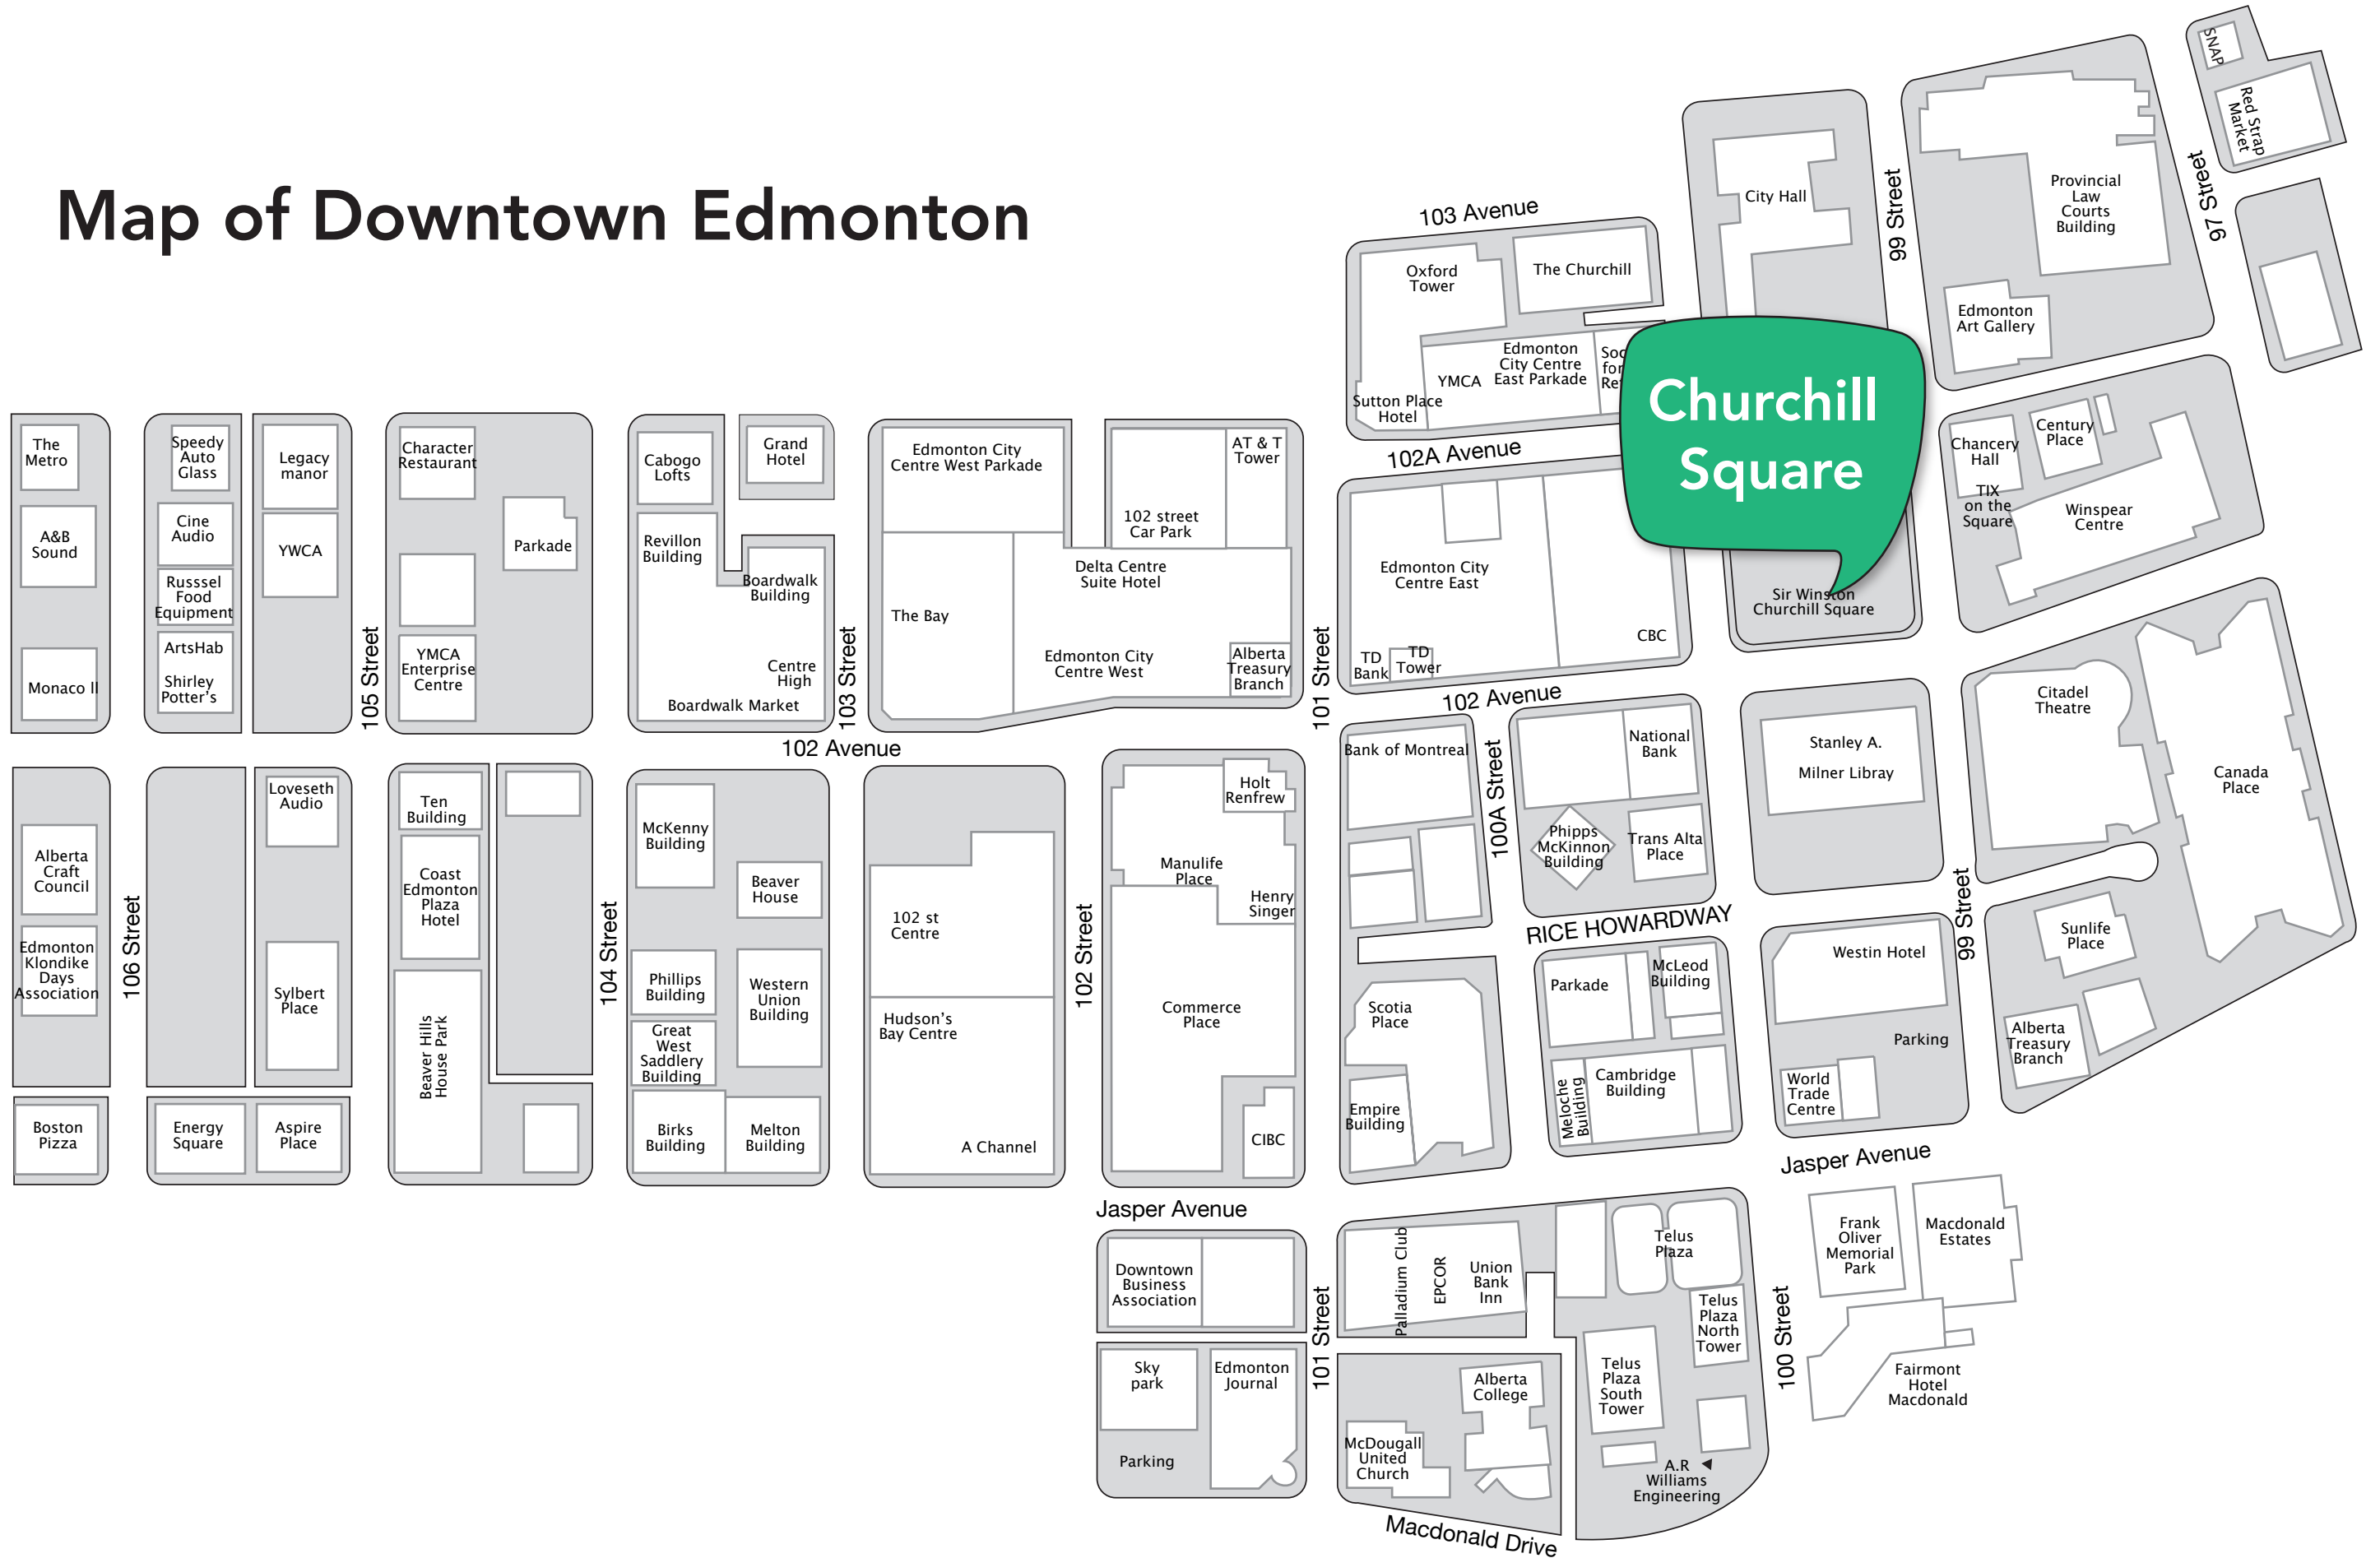 Map of Downtown Edmonton
SNAP
Red Strap
Market
97 Street
99 Street
City Hall
Provincial
Law
Courts
Building
Edmonton
Art Gallery
103 Avenue
Oxford
Tower
The Churchill
Edmonton
City Centre
East Parkade
YMCA
Sutton Place
Hotel
Soc
for
Churchill
Square
102A Avenue
Sir Winston
Churchill Square
Chancery
Hall
Century
Place
TIX
on the
Square
Winspear
Centre
The
Metro
A&B
Sound
Monaco II
Speedy
Auto
Glass
Cine
Audio
Russsel
Food
Equipment
ArtsHab
Shirley
Potter's
Legacy
manor
YWCA
105 Street
Character
Restaurant
Parkade
YMCA
Enterprise
Centre
Cabogo
Lofts
Grand
Hotel
Revillon
Building
Boardwalk
Building
Centre
High
Boardwalk Market
103 Street
Edmonton City
Centre West Parkade
AT & T
Tower
102 street
Car Park
Delta Centre
Suite Hotel
The Bay
Edmonton City
Centre West
Alberta
Treasury
Branch
101 Street
Edmonton City
Centre East
TD
Bank
TD
Tower
CBC
102 Avenue
102 Avenue
Alberta
Craft
Council
Edmonton
Klondike
Days
Association
Boston
Pizza
106 Street
Loveseth
Audio
Sylbert
Place
Energy
Square
Aspire
Place
Ten
Building
Coast
Edmonton
Plaza
Hotel
Beaver Hills
House Park
104 Street
McKenny
Building
Beaver
House
Phillips
Building
Western
Union
Building
Great
West
Saddlery
Building
Birks
Building
Melton
Building
102 st
Centre
Hudson's
Bay Centre
A Channel
102 Street
Holt
Renfrew
Manulife
Place
Henry
Singer
Commerce
Place
CIBC
Bank of Montreal
100A Street
National
Bank
Phipps
McKinnon
Building
Trans Alta
Place
Stanley A.
Milner Libray
Citadel
Theatre
Canada
Place
99 Street
RICE HOWARDWAY
Scotia
Place
Empire
Building
Parkade
McLeod
Building
Meloche
Building
Cambridge
Building
Westin Hotel
Parking
World
Trade
Centre
Sunlife
Place
Alberta
Treasury
Branch
Jasper Avenue
Jasper Avenue
Downtown
Business
Association
Sky
park
Edmonton
Journal
Parking
101 Street
Palladium Club
EPCOR
Union
Bank
Inn
Telus
Plaza
Telus
Plaza
North
Tower
Telus
Plaza
South
Tower
Alberta
College
McDougall
United
Church
A.R
Williams
Engineering
Macdonald Drive
100 Street
Frank
Oliver
Memorial
Park
Macdonald
Estates
Fairmont
Hotel
Macdonald